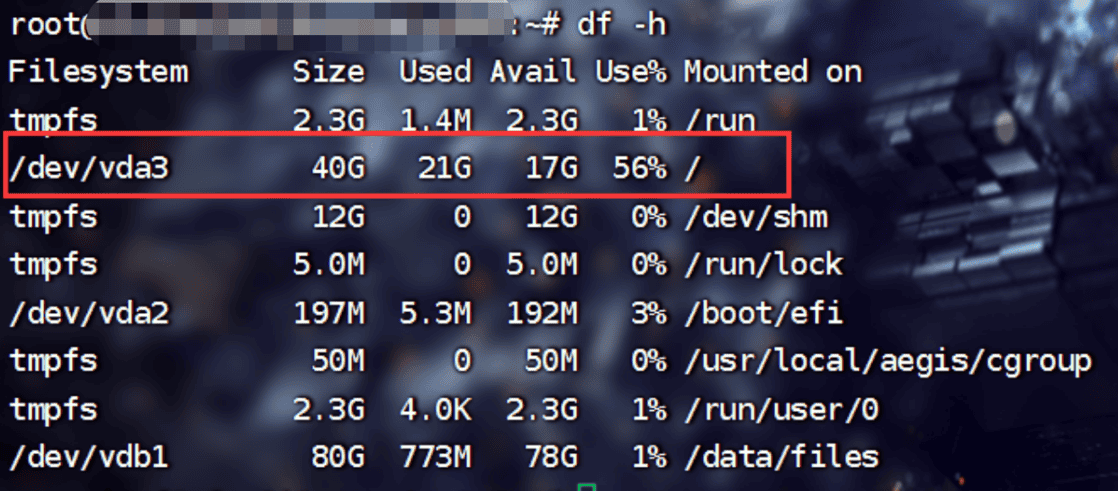 root@:~# df -h
Filesystem Size Used Avail Use% Mounted on
tmpfs 2.3G 1.4M 2.3G 1% /run
/dev/vda3 40G 21G 17G 56% /
tmpfs 12G 0 12G 0% /dev/shm
tmpfs 5.0M 0 5.0M 0% /run/lock
/dev/vda2 197M 5.3M 192M 3% /boot/efi
tmpfs 50M 0 50M 0% /usr/local/aegis/cgroup
tmpfs 2.3G 4.0K 2.3G 1% /run/user/0
/dev/vdb1 80G 773M 78G 1% /data/files